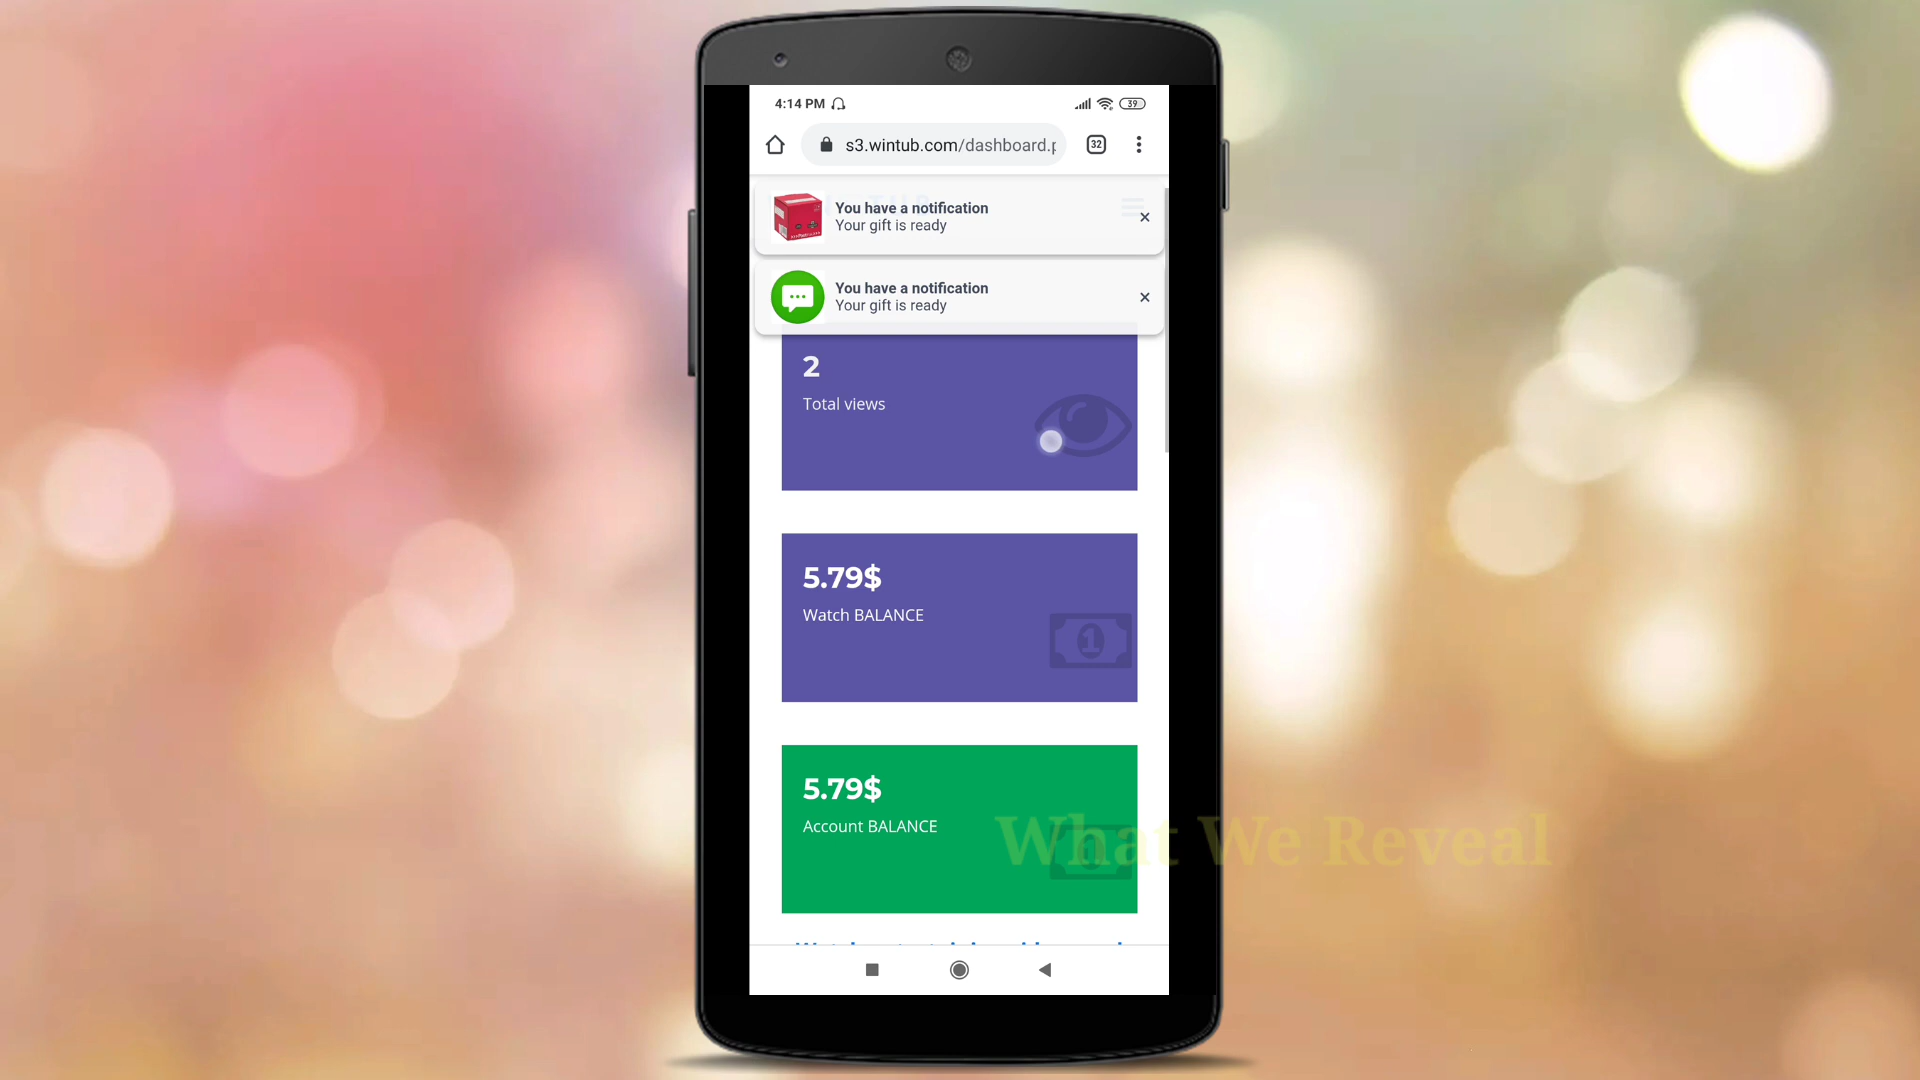 4:14 PM
39
s3.wintub.com/dashboard.p
32
You have a notification
Your gift is ready
You have a notification
Your gift is ready
2
Total views
5.79$
Watch BALANCE
5.79$
Account BALANCE
What We Reveal